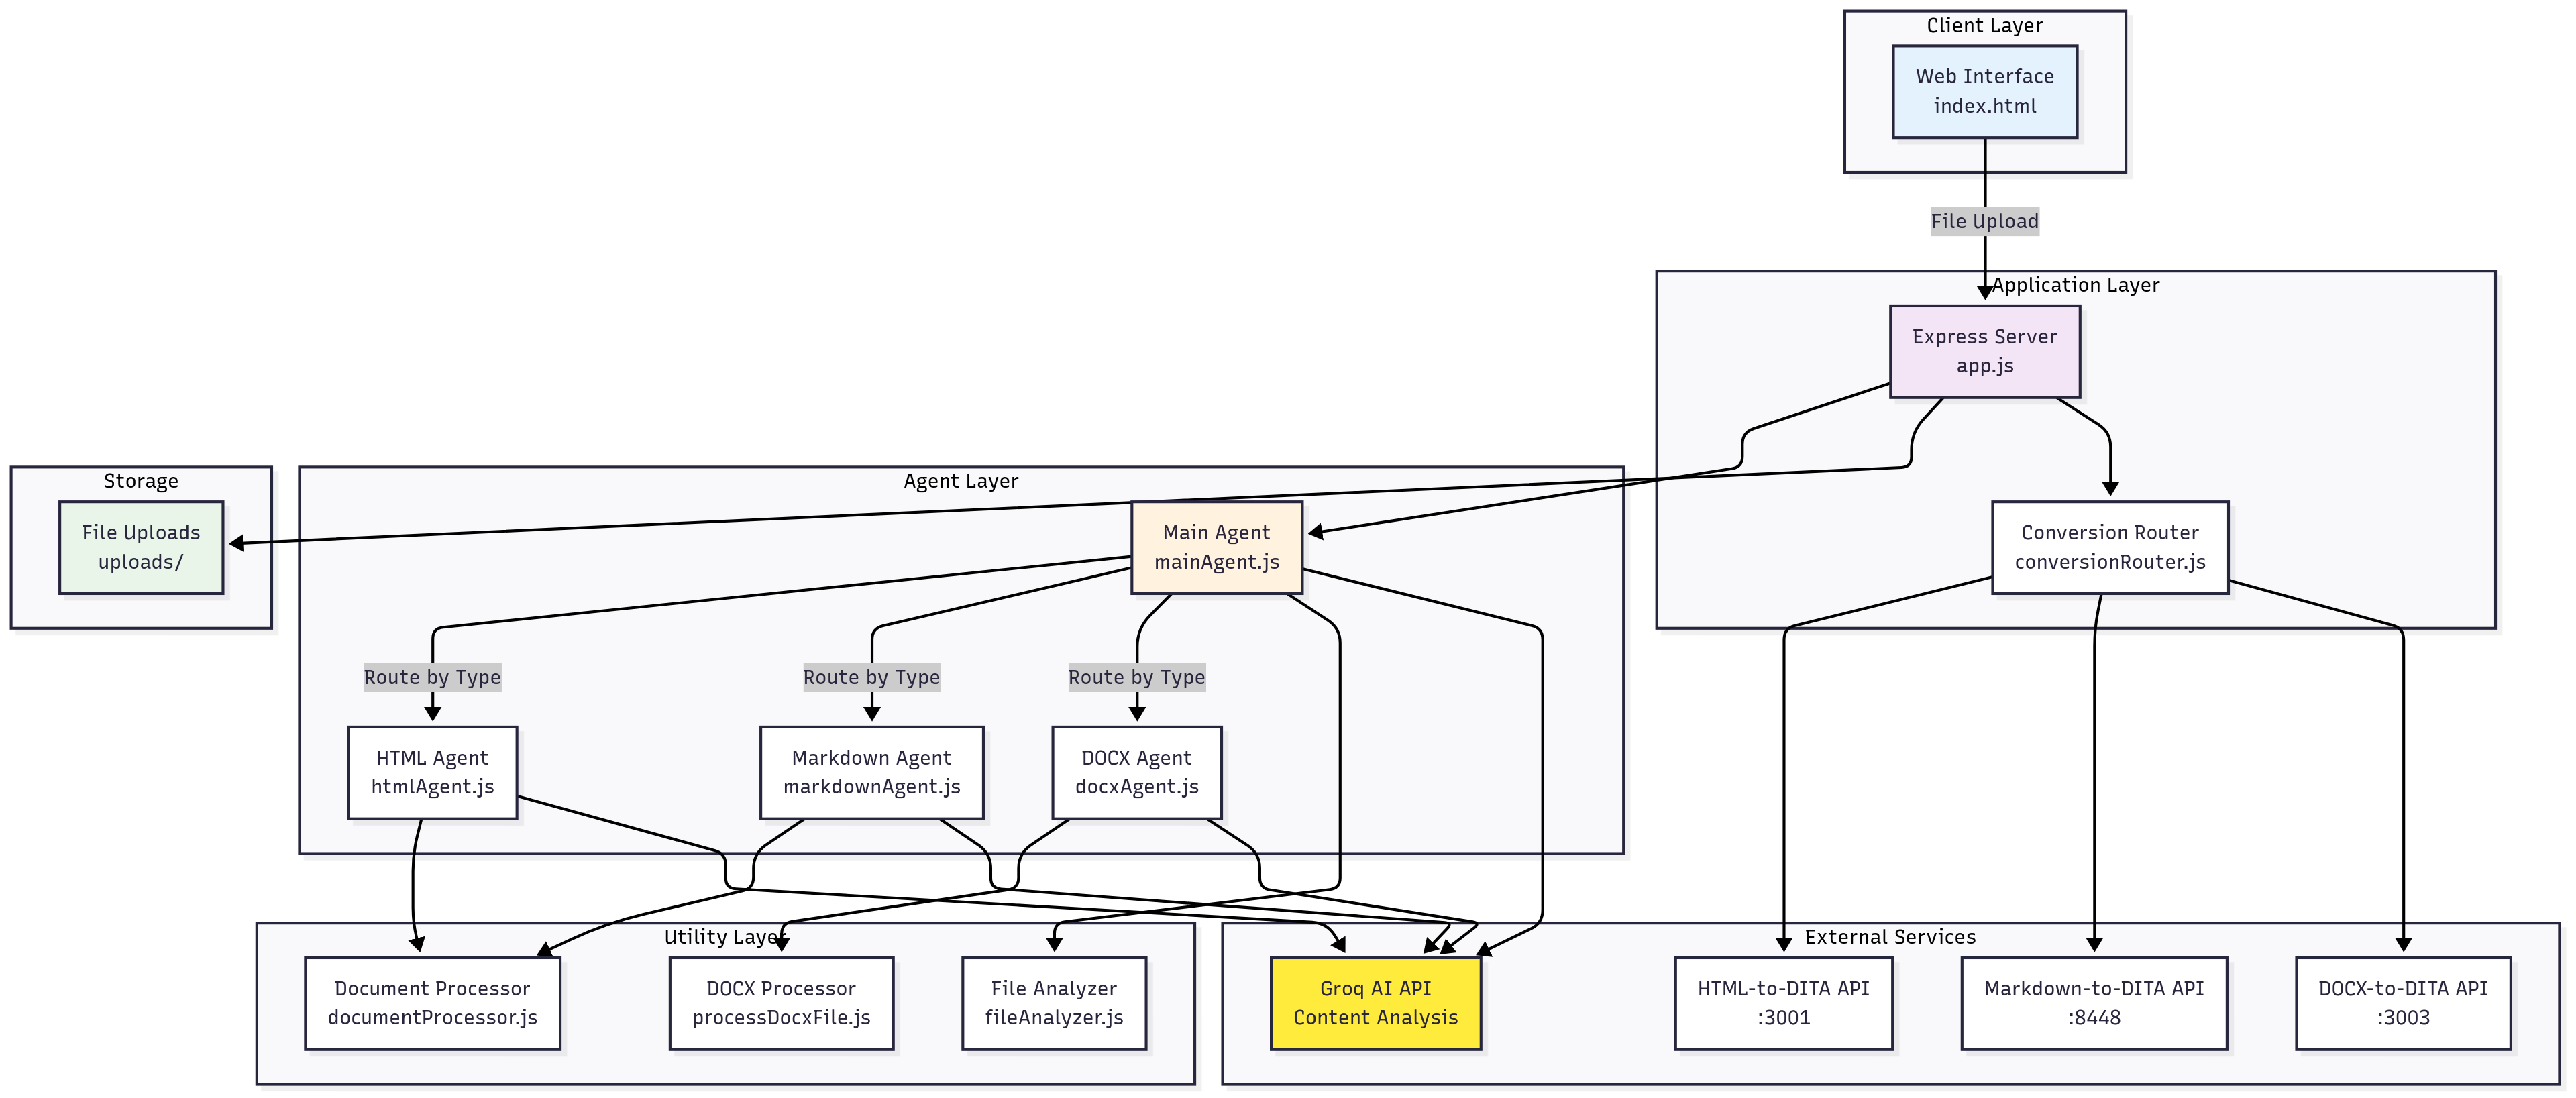 Client Layer
Web Interface
index.html
File Upload
Application Layer
Express Server
app.js
Storage
File Uploads
uploads/
Agent Layer
Main Agent
mainAgent.js
Conversion Router
conversionRouter.js
Route by Type
Route by Type
Route by Type
HTML Agent
htmlAgent.js
Markdown Agent
markdownAgent.js
DOCX Agent
docxAgent.js
Utility Layer
Document Processor
documentProcessor.js
DOCX Processor
processDocxFile.js
File Analyzer
fileAnalyzer.js
External Services
Groq AI API
Content Analysis
HTML-to-DITA API
:3001
Markdown-to-DITA API
:8448
DOCX-to-DITA API
:3003